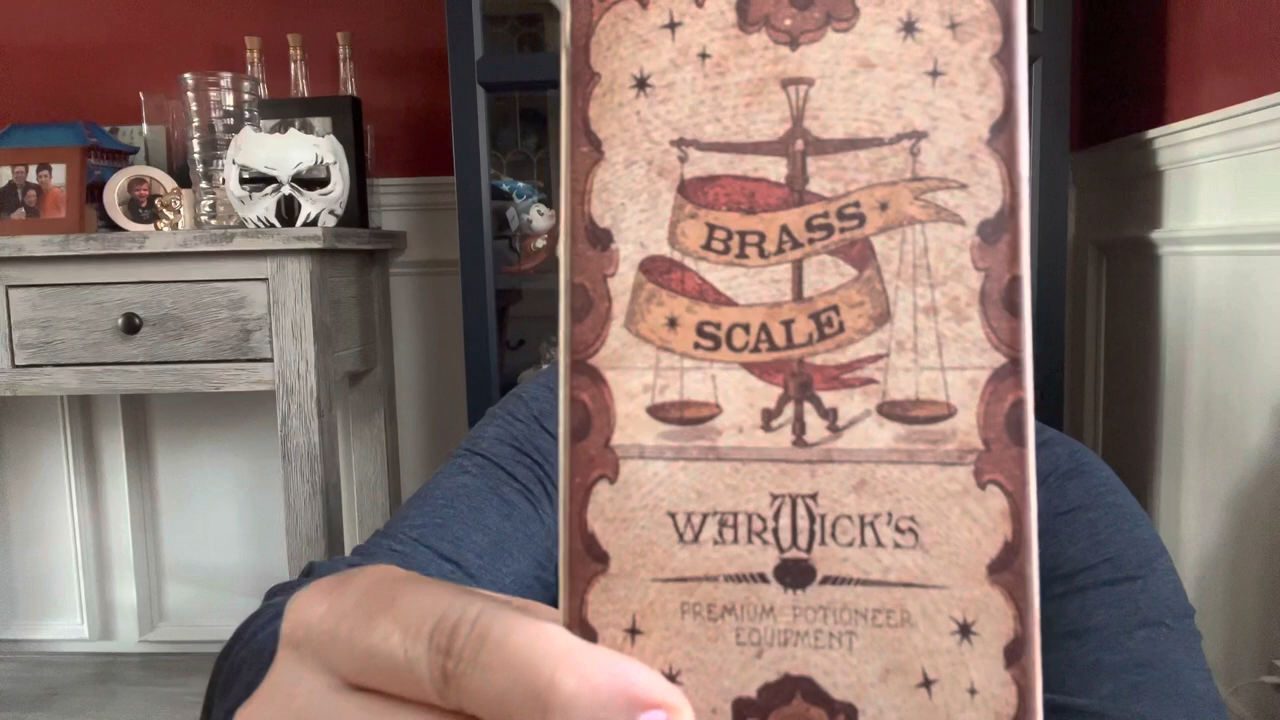 BRASS
SCALE
WARWICK'S
PREMIUM POTIONEER
EQUIPMENT